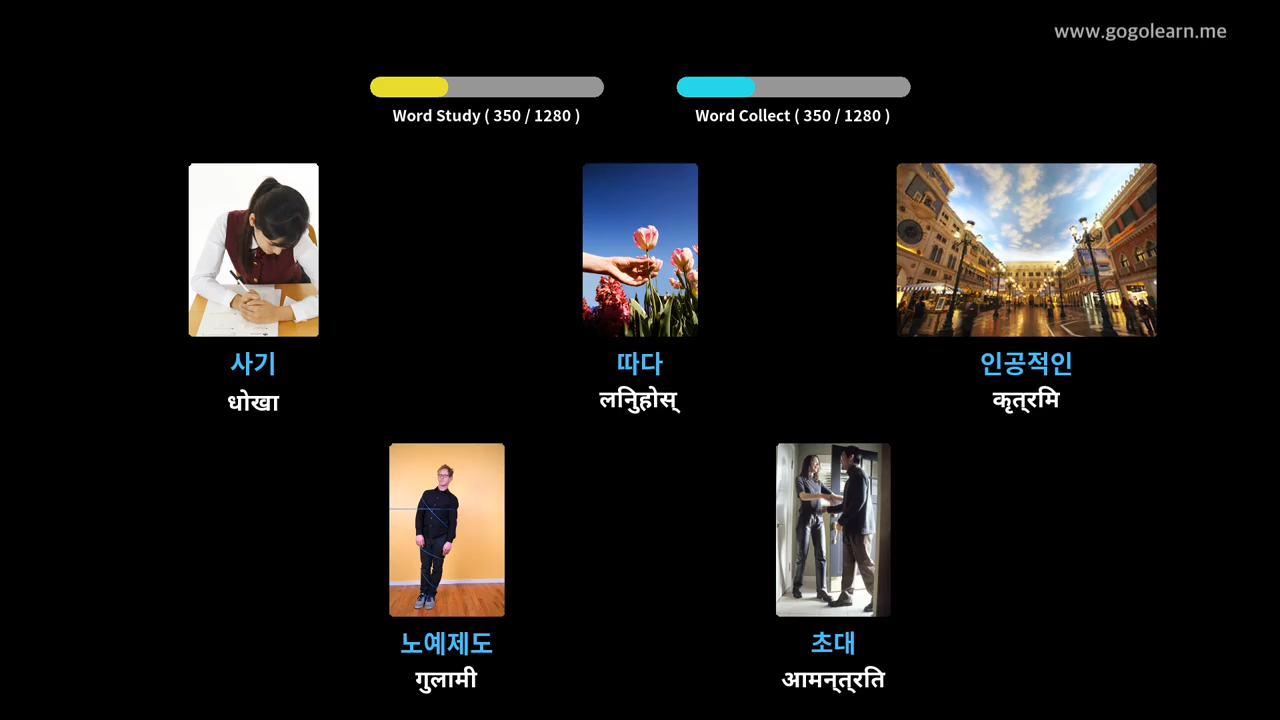 www.gogolearn.me
Word Study ( 350 / 1280 )
Word Collect ( 350 / 1280 )
사기
धोखा
따다
लनिुहोस्
인공적인
कृत्रमि
노예제도
गुलामी
초대
आमन्त्रति